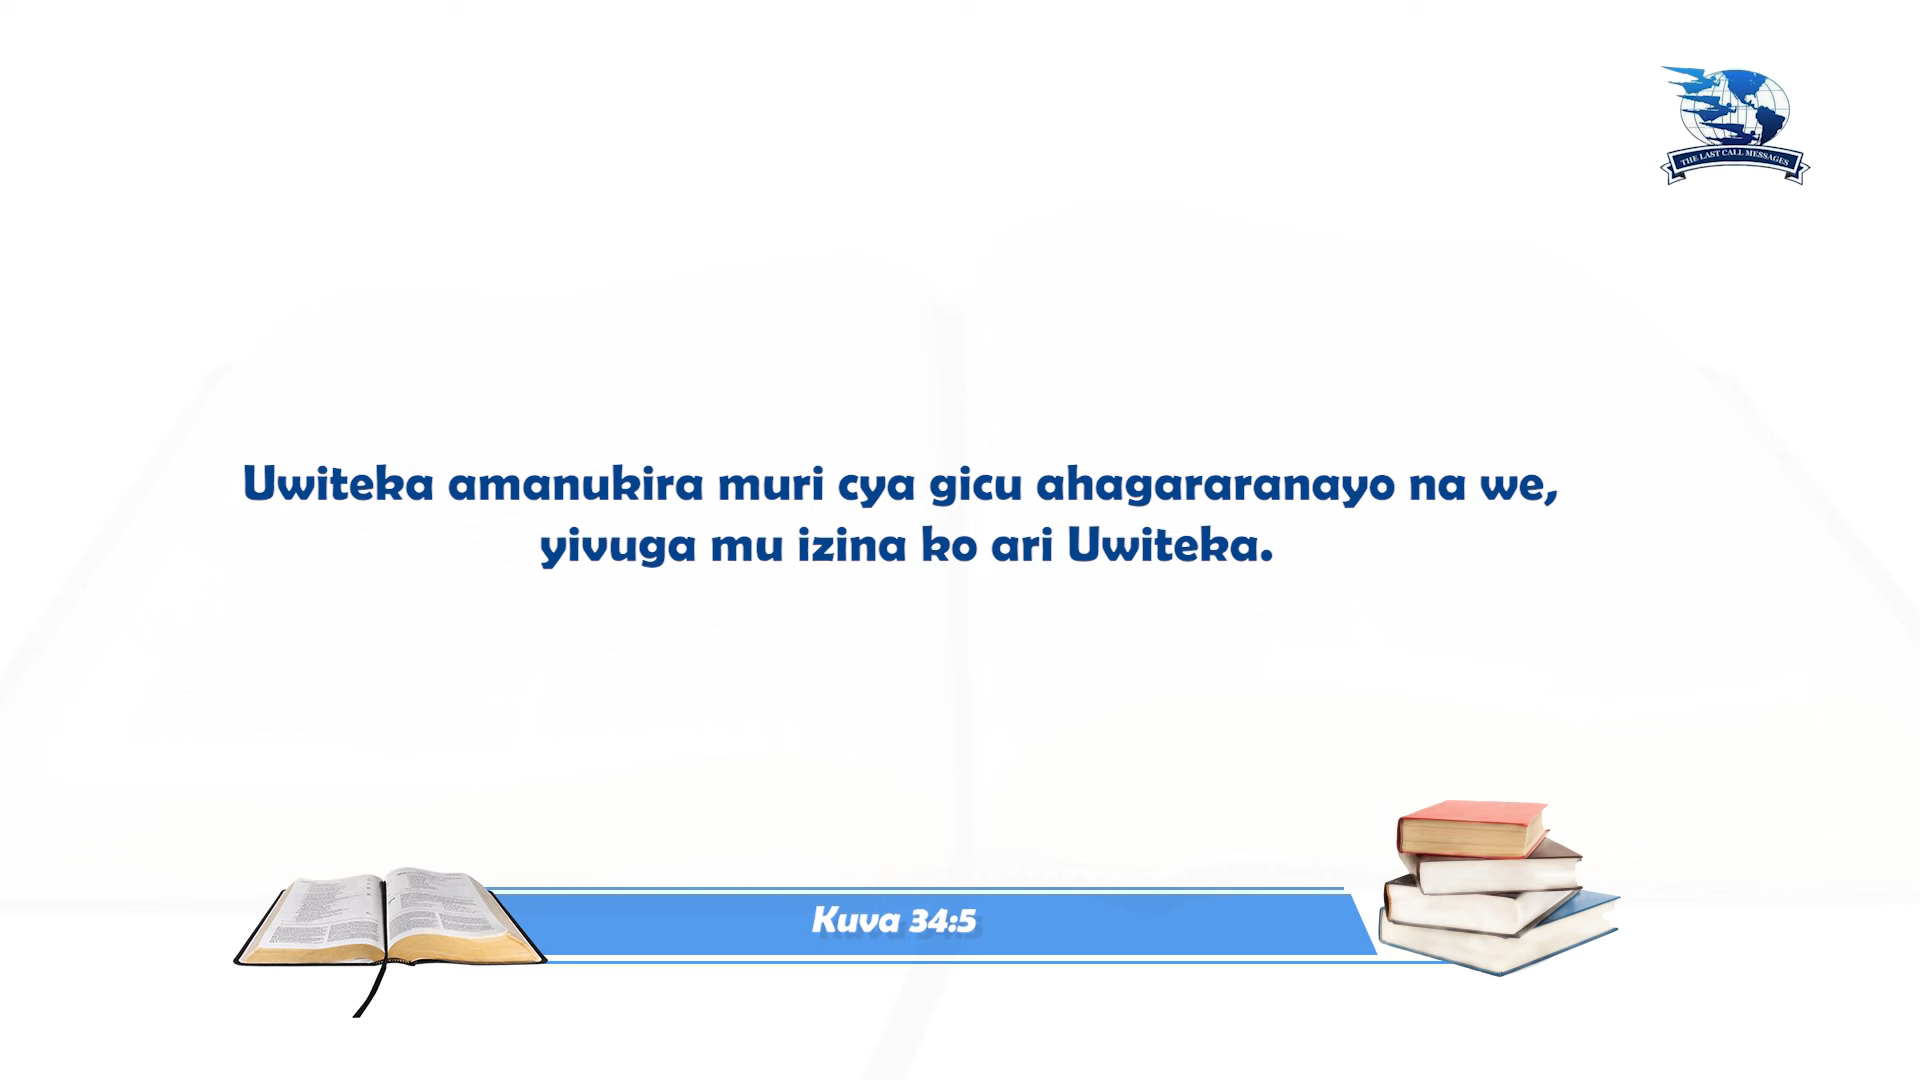 THE LAST CALL MESSAGES
Uwiteka amanukira muri cya gicu ahagararanayo na we,
yivuga mu izina ko ari Uwiteka.
Kuva 34:5